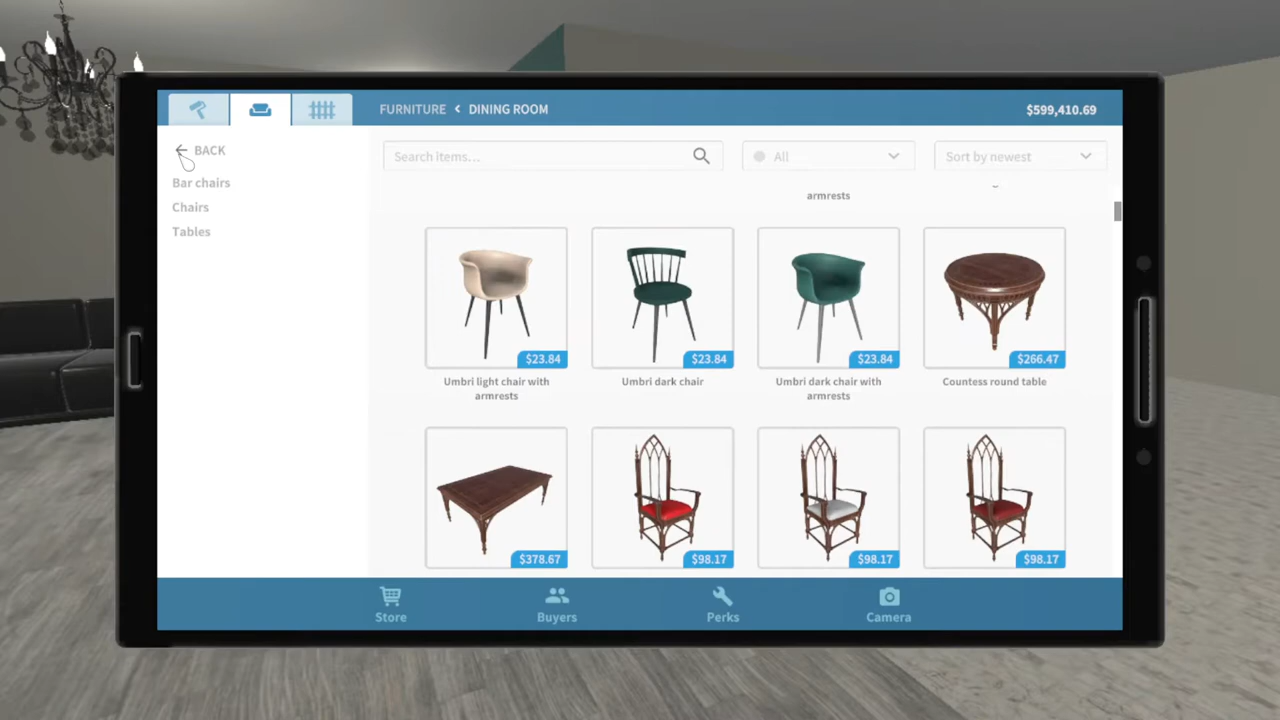 FURNITURE < DINING ROOM
$599,410.69
BACK
Bar chairs
Chairs
Tables
Search items...
All
Sort by newest
armrests
$23.84
$23.84
$23.84
$266.47
Umbri light chair with
armrests
Umbri dark chair
Umbri dark chair with
armrests
Countess round table
$378.67
$98.17
$98.17
$98.17
Store
Buyers
Perks
Camera